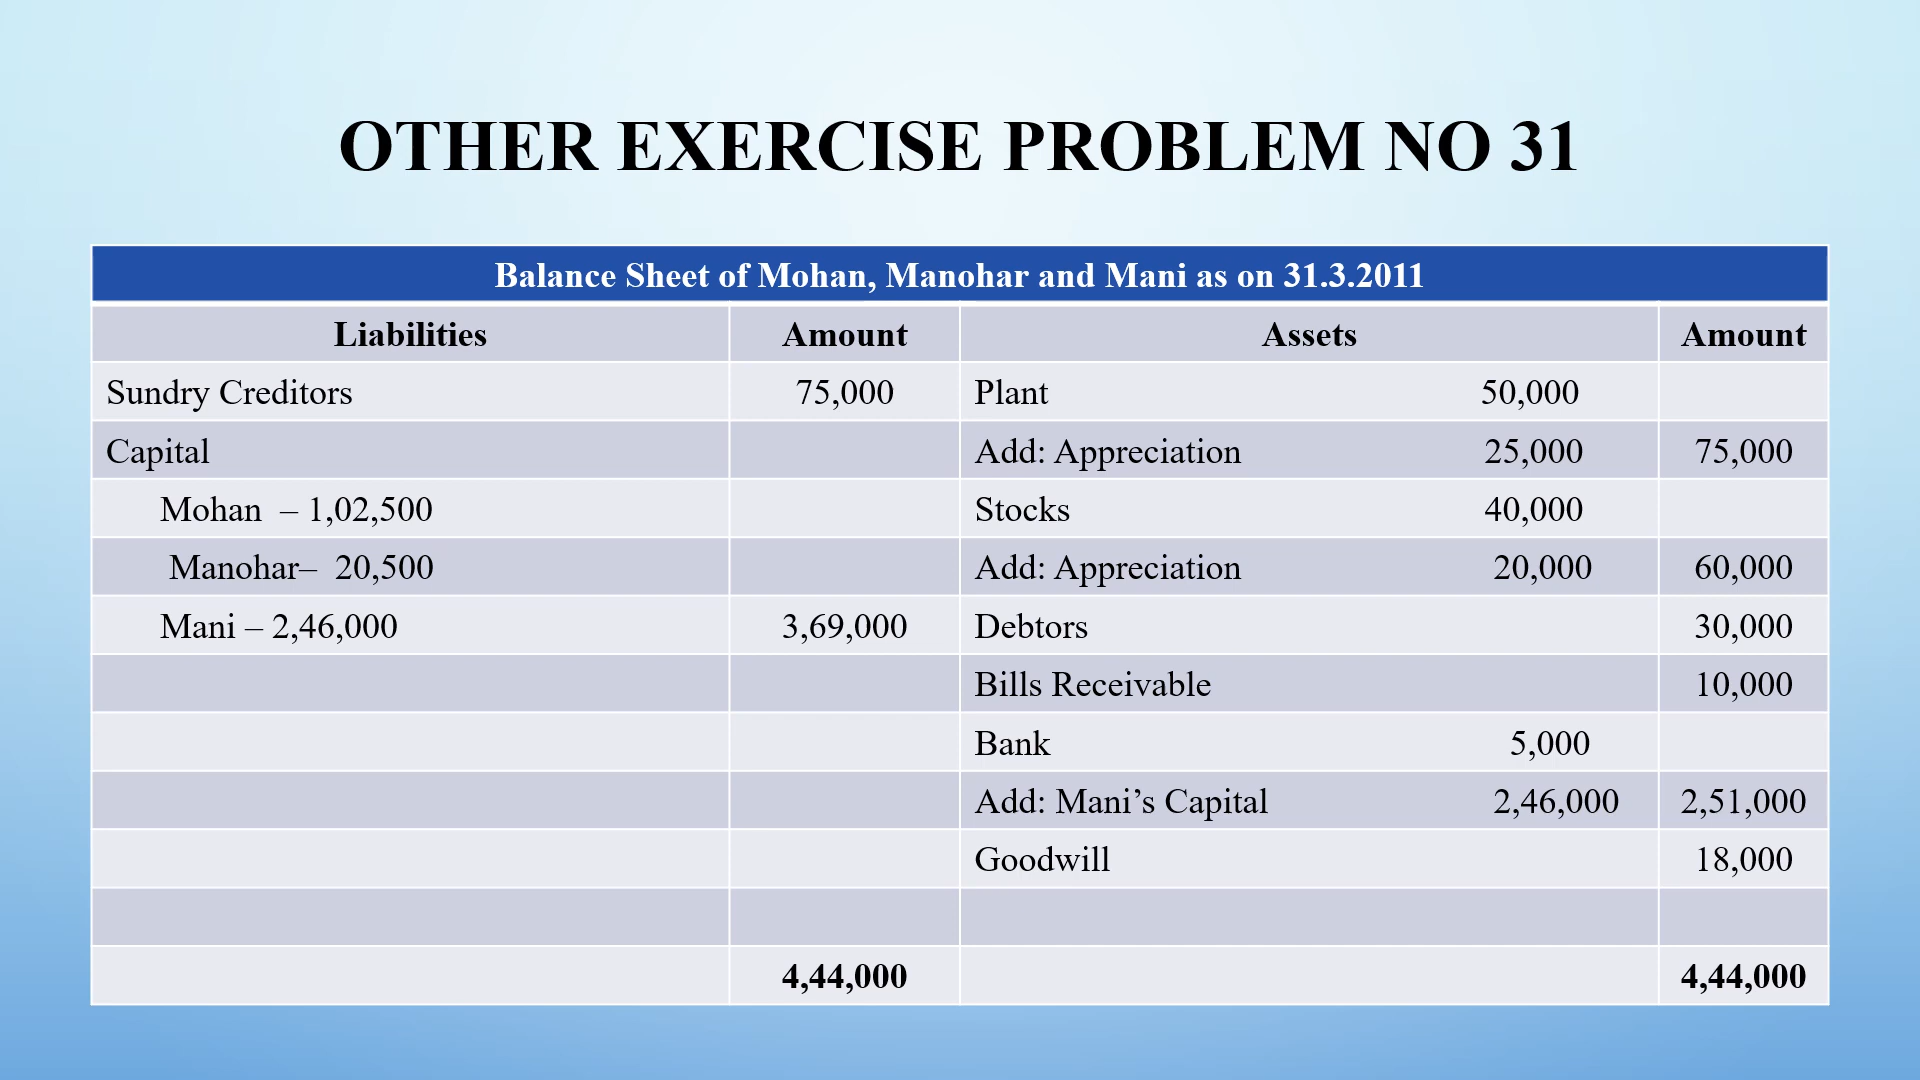 OTHER EXERCISE PROBLEM NO 31
Balance Sheet of Mohan, Manohar and Mani as on 31.3.2011
Liabilities Amount Assets Amount
Sundry Creditors 75,000 Plant 50,000
Capital Add: Appreciation 25,000 75,000
Mohan – 1,02,500 Stocks 40,000
Manohar– 20,500 Add: Appreciation 20,000 60,000
Mani – 2,46,000 3,69,000 Debtors 30,000
Bills Receivable 10,000
Bank 5,000
Add: Mani’s Capital 2,46,000 2,51,000
Goodwill 18,000
4,44,000 4,44,000